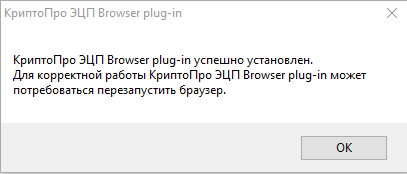 КриптоПро ЭЦП Browser plug-in
КриптоПро ЭЦП Browser plug-in успешно установлен.
Для корректной работы КриптоПро ЭЦП Browser plug-in может
потребоваться перезапустить браузер.
ОК